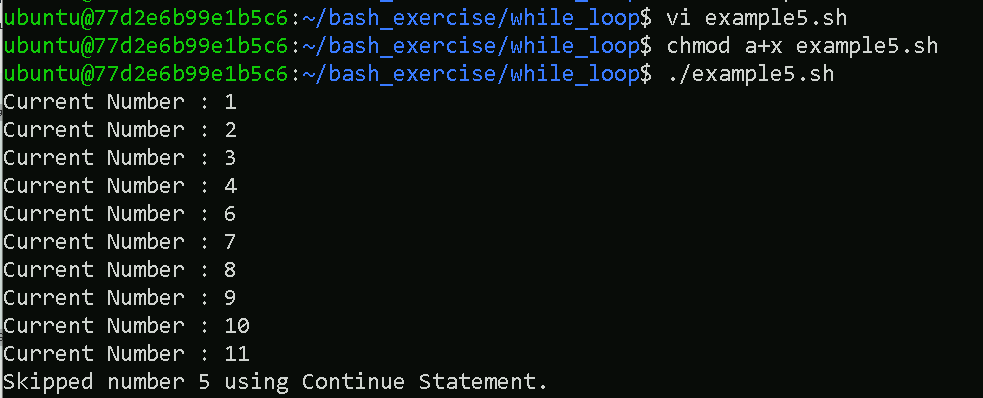 ubuntu@77d2e6b99e1b5c6:~/bash_exercise/while_loop$ vi example5.sh
ubuntu@77d2e6b99e1b5c6:~/bash_exercise/while_loop$ chmod a+x example5.sh
ubuntu@77d2e6b99e1b5c6:~/bash_exercise/while_loop$ ./example5.sh
Current Number : 1
Current Number : 2
Current Number : 3
Current Number : 4
Current Number : 6
Current Number : 7
Current Number : 8
Current Number : 9
Current Number : 10
Current Number : 11
Skipped number 5 using Continue Statement.